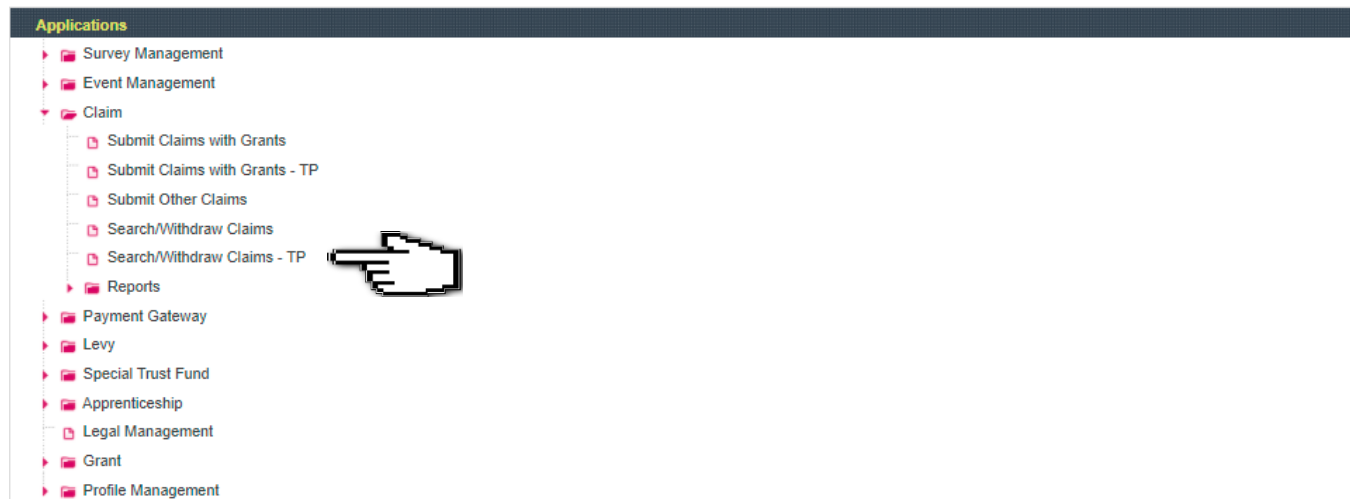 Applications
Survey Management
Event Management
Claim
Submit Claims with Grants
Submit Claims with Grants - TP
Submit Other Claims
Search/Withdraw Claims
Search/Withdraw Claims - TP
Reports
Payment Gateway
Levy
Special Trust Fund
Apprenticeship
Legal Management
Grant
Profile Management